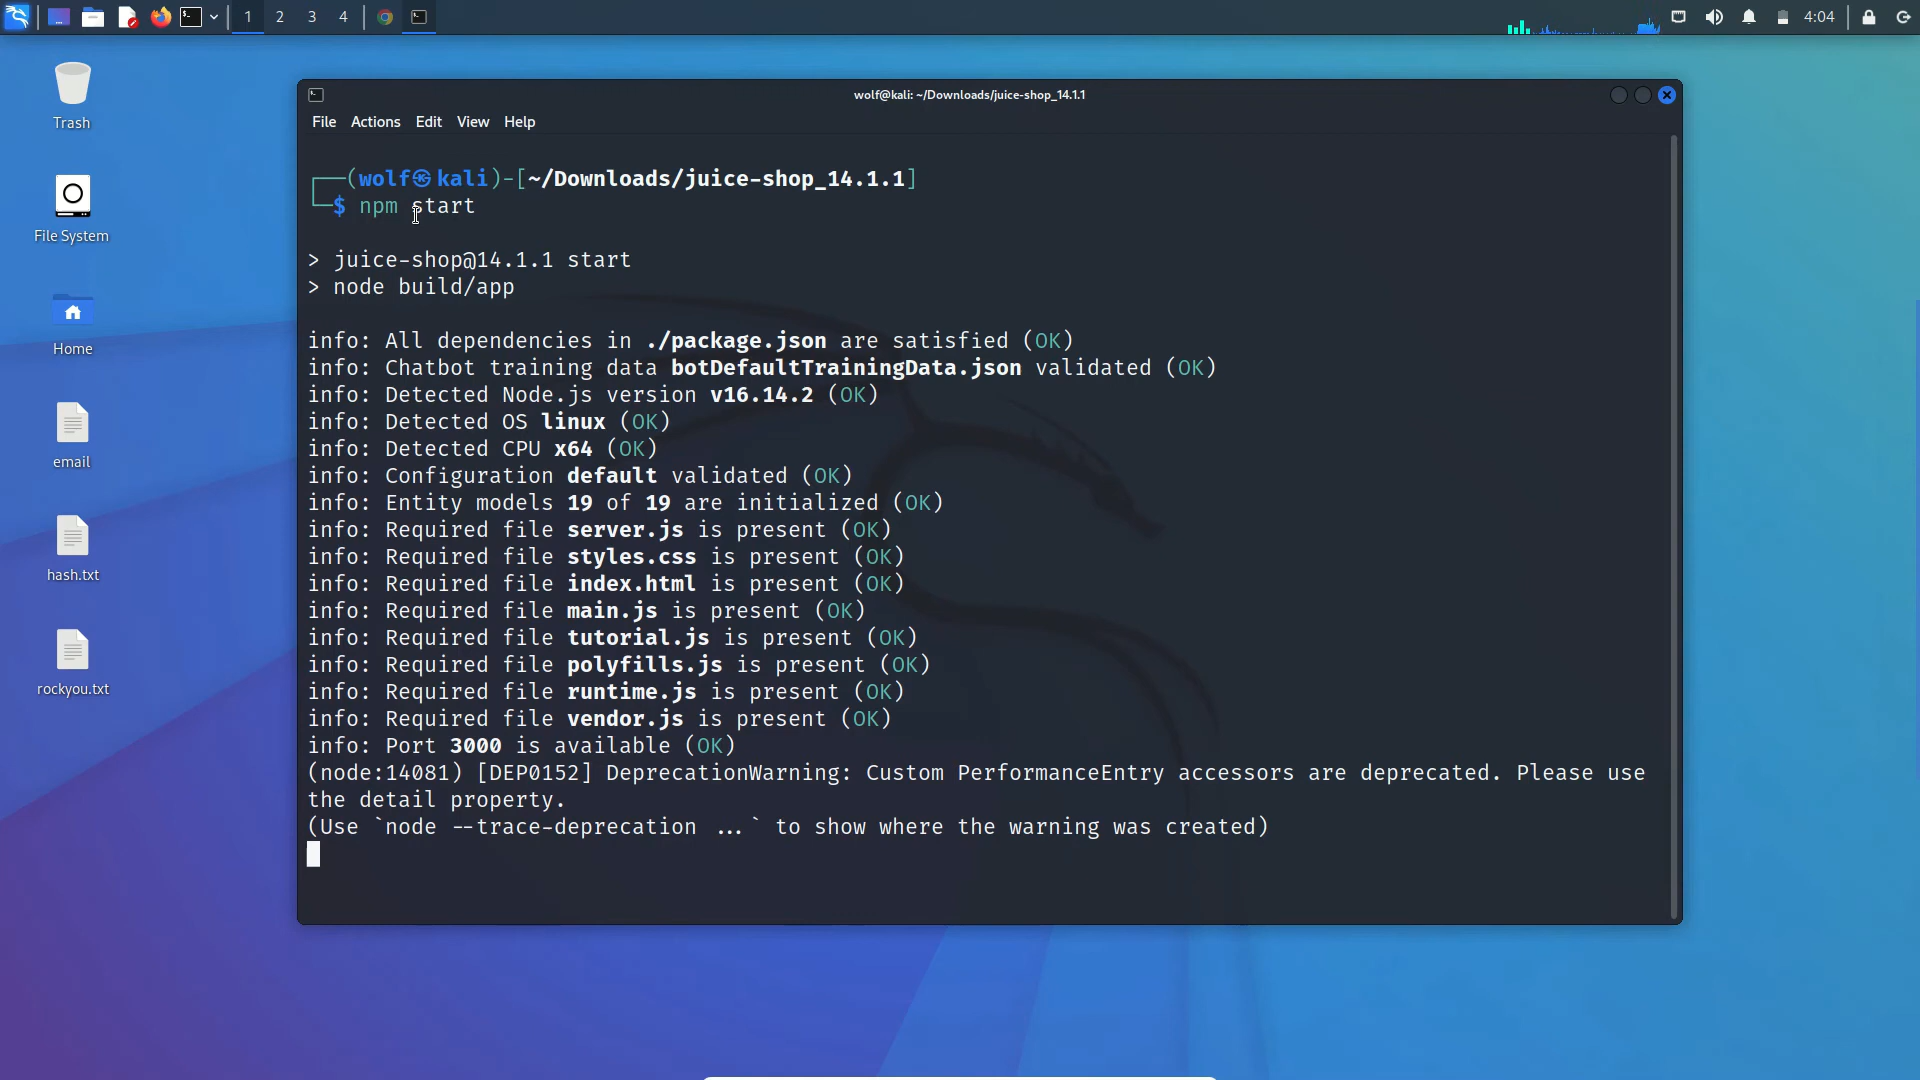 1 2 3 4
4:04
Trash
File System
Home
email
hash.txt
rockyou.txt
wolf@kali: ~/Downloads/juice-shop_14.1.1
File Actions Edit View Help
┌──(wolf㉿kali)-[~/Downloads/juice-shop_14.1.1]
└─$ npm start
> juice-shop@14.1.1 start
> node build/app
info: All dependencies in ./package.json are satisfied (OK)
info: Chatbot training data botDefaultTrainingData.json validated (OK)
info: Detected Node.js version v16.14.2 (OK)
info: Detected OS linux (OK)
info: Detected CPU x64 (OK)
info: Configuration default validated (OK)
info: Entity models 19 of 19 are initialized (OK)
info: Required file server.js is present (OK)
info: Required file styles.css is present (OK)
info: Required file index.html is present (OK)
info: Required file main.js is present (OK)
info: Required file tutorial.js is present (OK)
info: Required file polyfills.js is present (OK)
info: Required file runtime.js is present (OK)
info: Required file vendor.js is present (OK)
info: Port 3000 is available (OK)
(node:14081) [DEP0152] DeprecationWarning: Custom PerformanceEntry accessors are deprecated. Please use
the detail property.
(Use `node --trace-deprecation ...` to show where the warning was created)